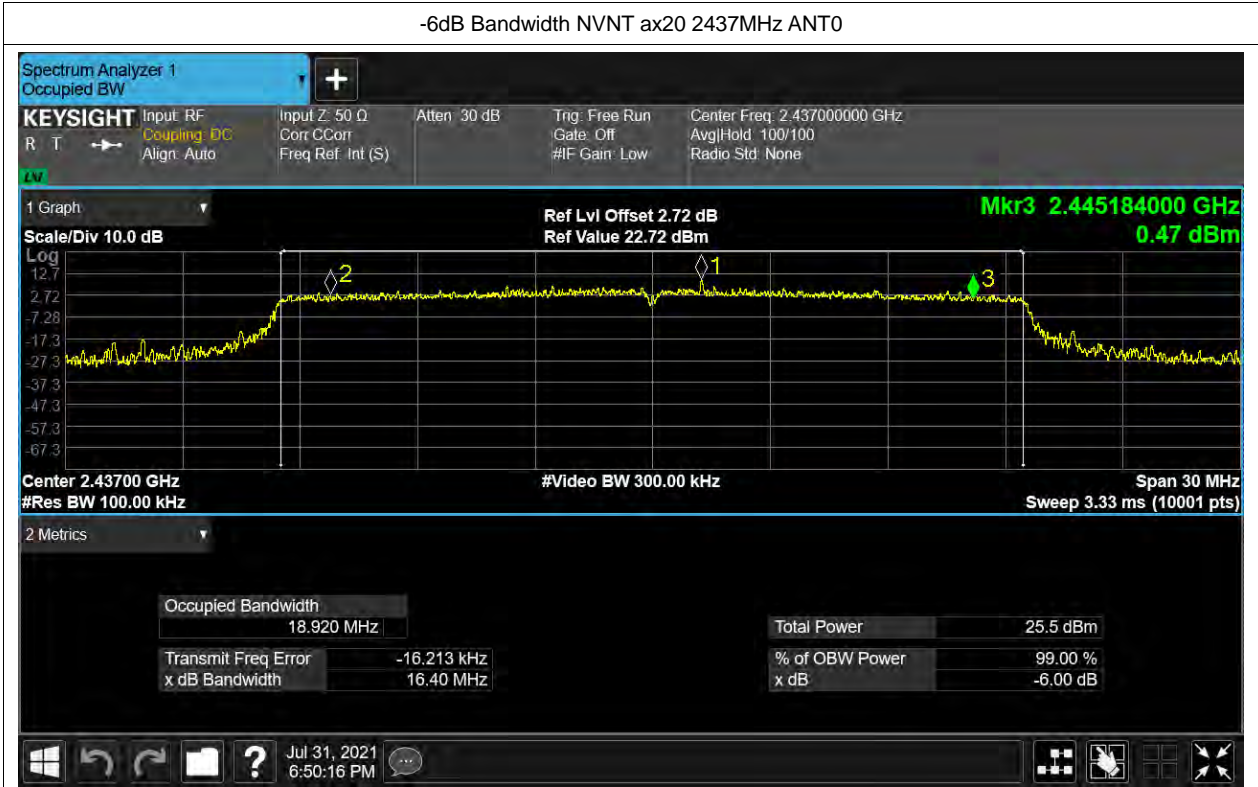 -6dB Bandwidth NVNT ax20 2437MHz ANT0
Spectrum Analyzer 1
Occupied BW
+
KEYSIGHT
R T
LXI
Input: RF
Coupling: DC
Align: Auto
Input Z: 50 Ω
Corr CCorr
Freq Ref: Int (S)
Atten: 30 dB
Trig: Free Run
Gate: Off
#IF Gain: Low
Center Freq: 2.437000000 GHz
Avg|Hold: 100/100
Radio Std: None
1 Graph
Scale/Div 10.0 dB
Ref Lvl Offset 2.72 dB
Ref Value 22.72 dBm
Mkr3 2.445184000 GHz
0.47 dBm
Log
12.7
2.72
-7.28
-17.3
-27.3
-37.3
-47.3
-57.3
-67.3
2
1
3
Center 2.43700 GHz
#Res BW 100.00 kHz
#Video BW 300.00 kHz
Span 30 MHz
Sweep 3.33 ms (10001 pts)
2 Metrics
Occupied Bandwidth
18.920 MHz
Transmit Freq Error -16.213 kHz
x dB Bandwidth 16.40 MHz
Total Power 25.5 dBm
% of OBW Power 99.00 %
x dB -6.00 dB
?
Jul 31, 2021
6:50:16 PM